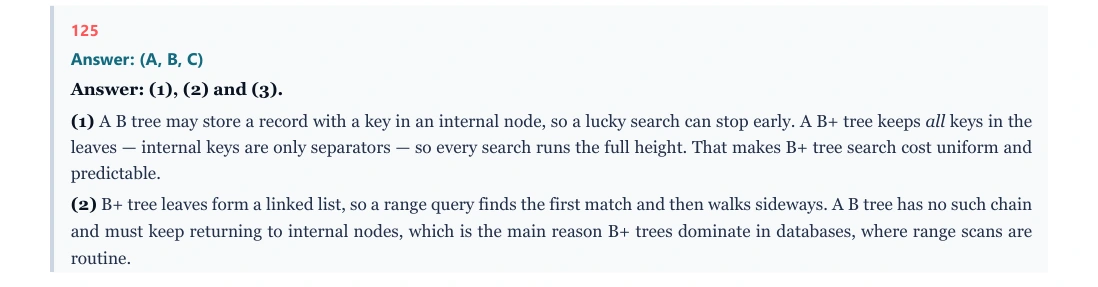 125
Answer: (A, B, C)
Answer: (1), (2) and (3).
(1) A B tree may store a record with a key in an internal node, so a lucky search can stop early. A B+ tree keeps all keys in the
leaves — internal keys are only separators — so every search runs the full height. That makes B+ tree search cost uniform and
predictable.
(2) B+ tree leaves form a linked list, so a range query finds the first match and then walks sideways. A B tree has no such chain
and must keep returning to internal nodes, which is the main reason B+ trees dominate in databases, where range scans are
routine.